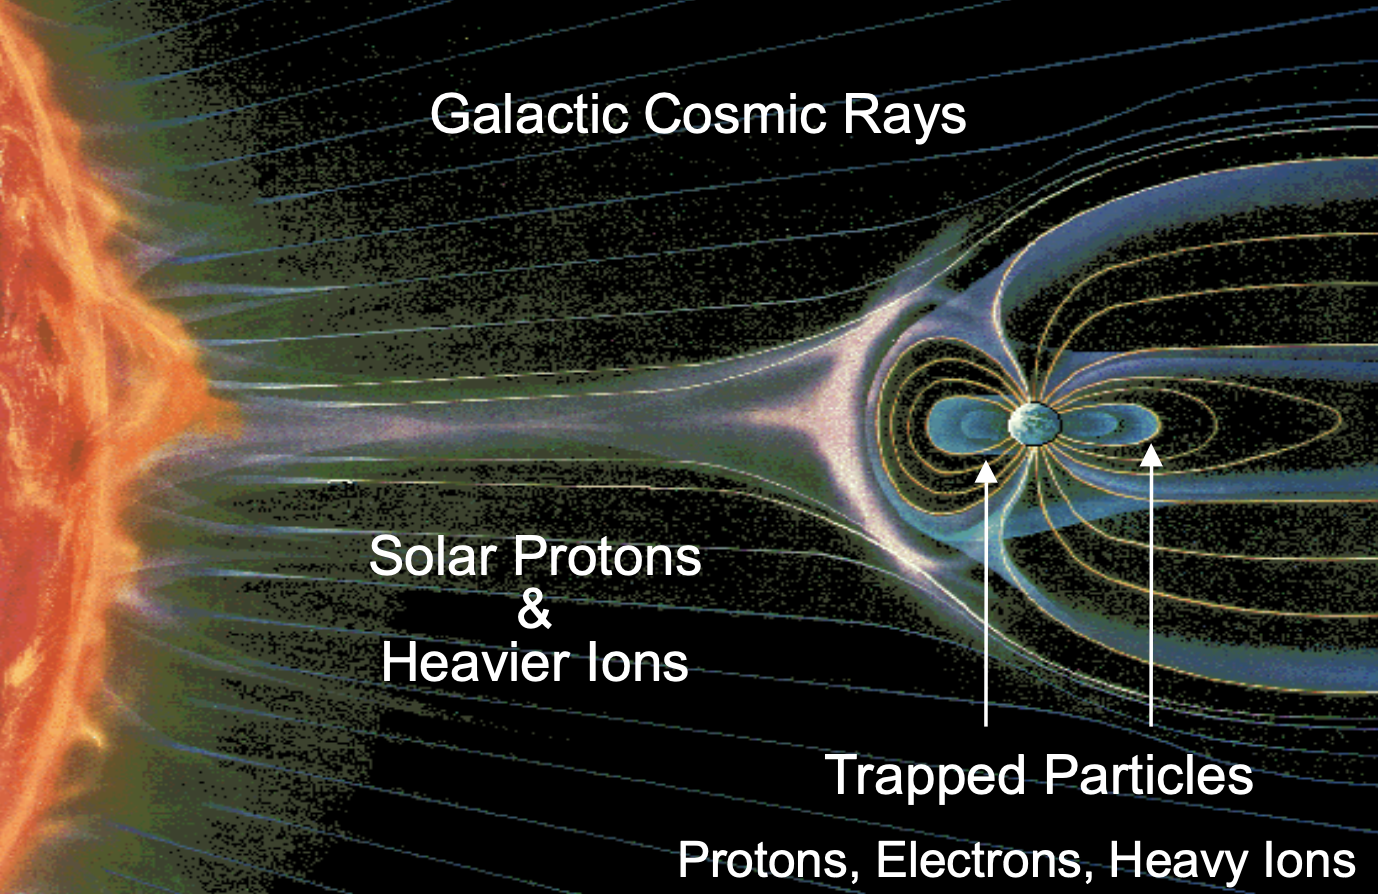 Galactic Cosmic Rays
Solar Protons
&
Heavier Ions
Trapped Particles
Protons, Electrons, Heavy Ions